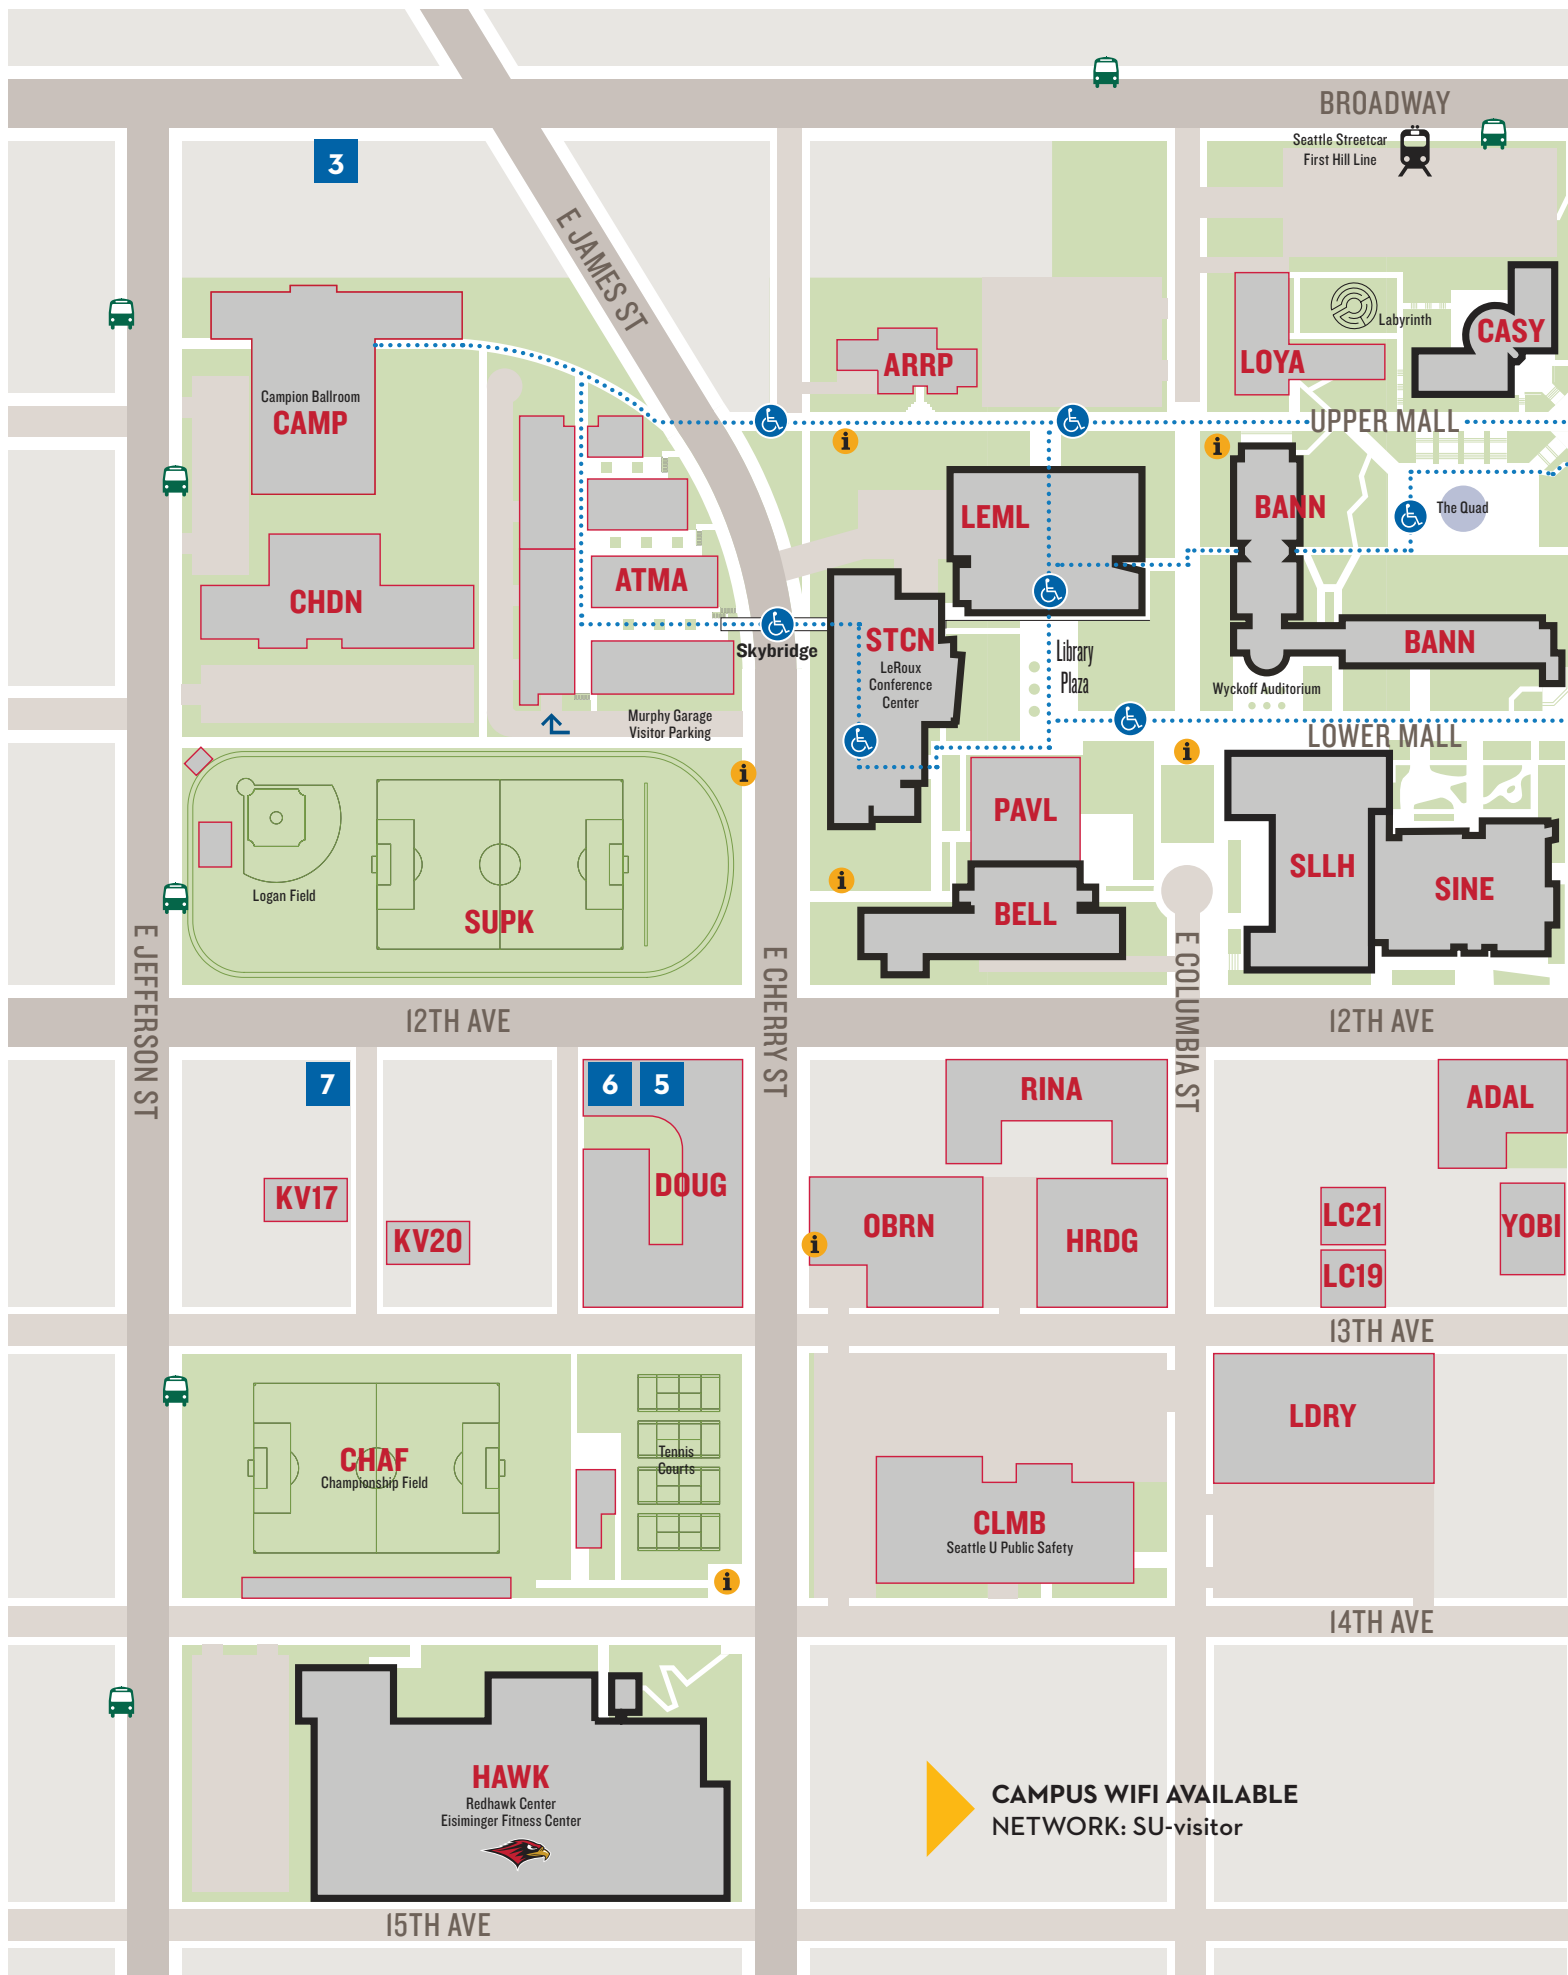 BROADWAY
Seattle Streetcar
First Hill Line
3
E JAMES ST
Labyrinth
CASY
LOYA
ARRP
Campion Ballroom
CAMP
UPPER MALL
i
i
LEML
BANN
The Quad
ATMA
CHDN
STCN
LeRoux
Conference
Center
Skybridge
Library
Plaza
BANN
Wyckoff Auditorium
Murphy Garage
Visitor Parking
LOWER MALL
i
i
PAVL
SLLH
SINE
i
Logan Field
SUPK
BELL
E JEFFERSON ST
E CHERRY ST
E COLUMBIA ST
12TH AVE
12TH AVE
7
6
5
RINA
ADAL
KV17
KV20
DOUG
i
OBRN
HRDG
LC21
YOBI
LC19
13TH AVE
LDRY
CHAF
Championship Field
Tennis
Courts
CLMB
Seattle U Public Safety
i
14TH AVE
HAWK
Redhawk Center
Eisiminger Fitness Center
CAMPUS WIFI AVAILABLE
NETWORK: SU-visitor
15TH AVE